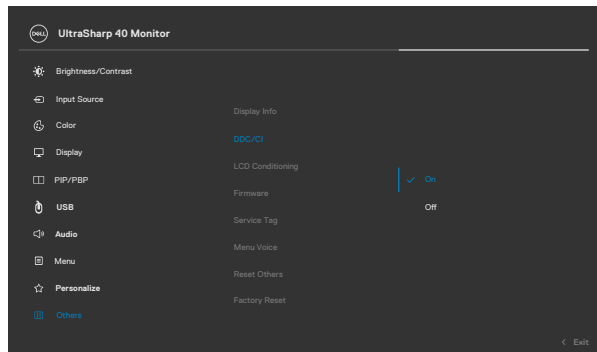 DELL UltraSharp 40 Monitor
Brightness/Contrast
Input Source
Color
Display
PIP/PBP
USB
Audio
Menu
Personalize
Others
Display Info
DDC/CI
LCD Conditioning
Firmware
Service Tag
Menu Voice
Reset Others
Factory Reset
On
Off
Exit